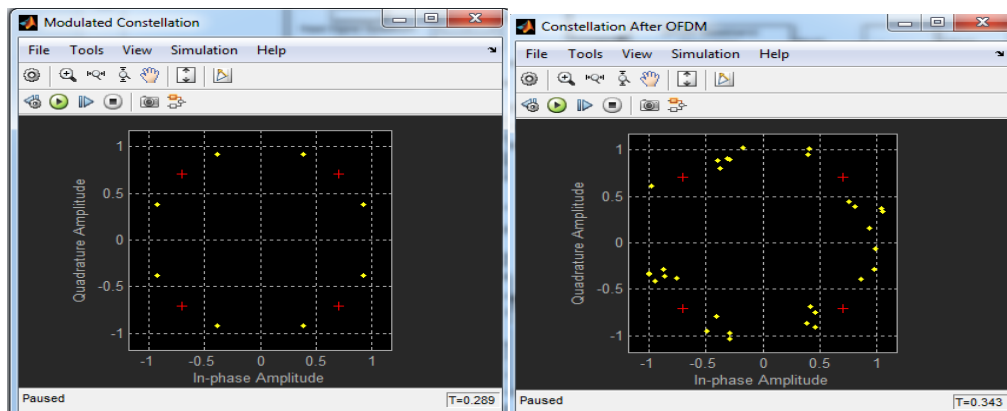 Modulated Constellation
File Tools View Simulation Help
1
0.5
0
-0.5
-1
Quadrature Amplitude
-1 -0.5 0 0.5 1
In-phase Amplitude
Paused T=0.289
Constellation After OFDM
File Tools View Simulation Help
1
0.5
0
-0.5
-1
Quadrature Amplitude
-1 -0.5 0 0.5 1
In-phase Amplitude
Paused T=0.343